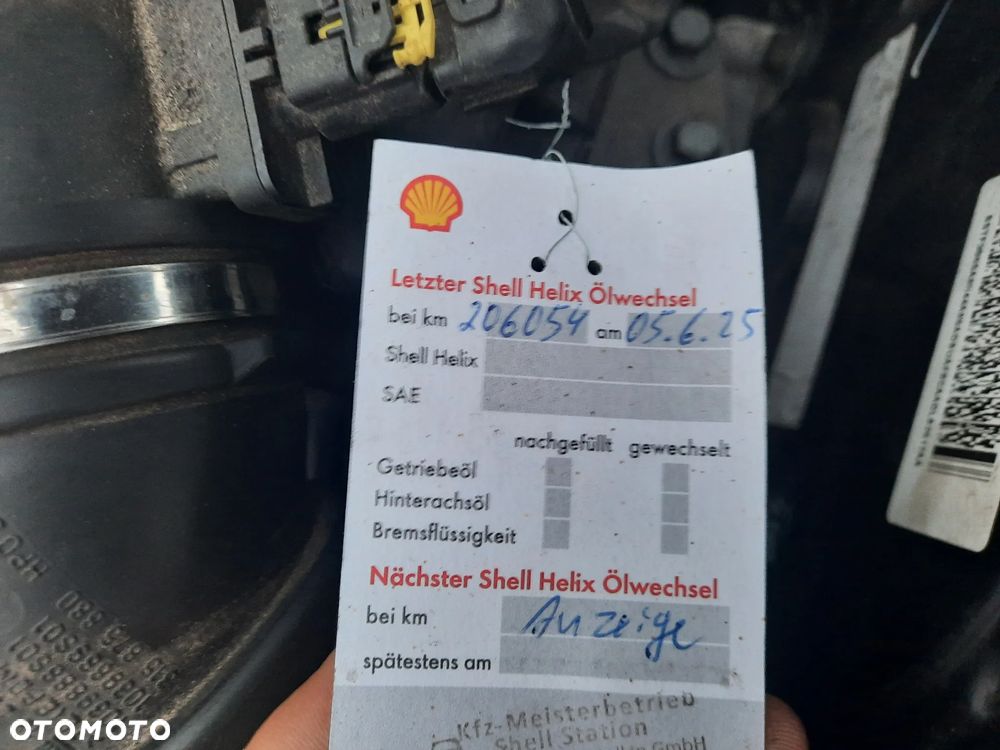 Letzter Shell Helix Ölwechsel
bei km 206054 am 05.6.25
Shell Helix
SAE
nachgefüllt gewechselt
Getriebeöl
Hinterachsöl
Bremsflüssigkeit
Nächster Shell Helix Ölwechsel
bei km Anzeige
spätestens am
Kfz-Meisterbetrieb
Shell Station
GmbH
OTOMOTO